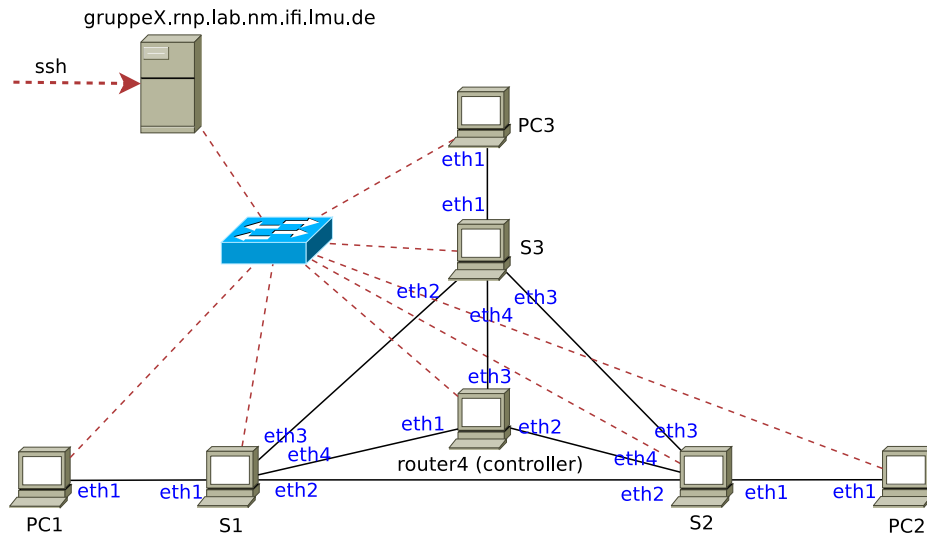 gruppeX.rnp.lab.nm.ifi.lmu.de
ssh
PC3
eth1
eth1
S3
eth2
eth3
eth4
eth3
eth1
eth2
eth3
eth3
eth4
eth4
router4 (controller)
eth1
eth1
eth2
eth2
eth1
eth1
PC1
S1
S2
PC2